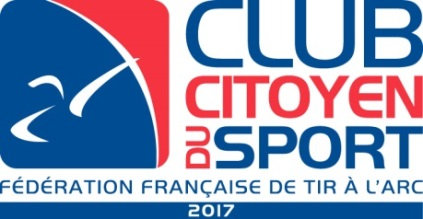 CLUB
CITOYEN
DU SPORT
FÉDÉRATION FRANÇAISE DE TIR À L'ARC
2017